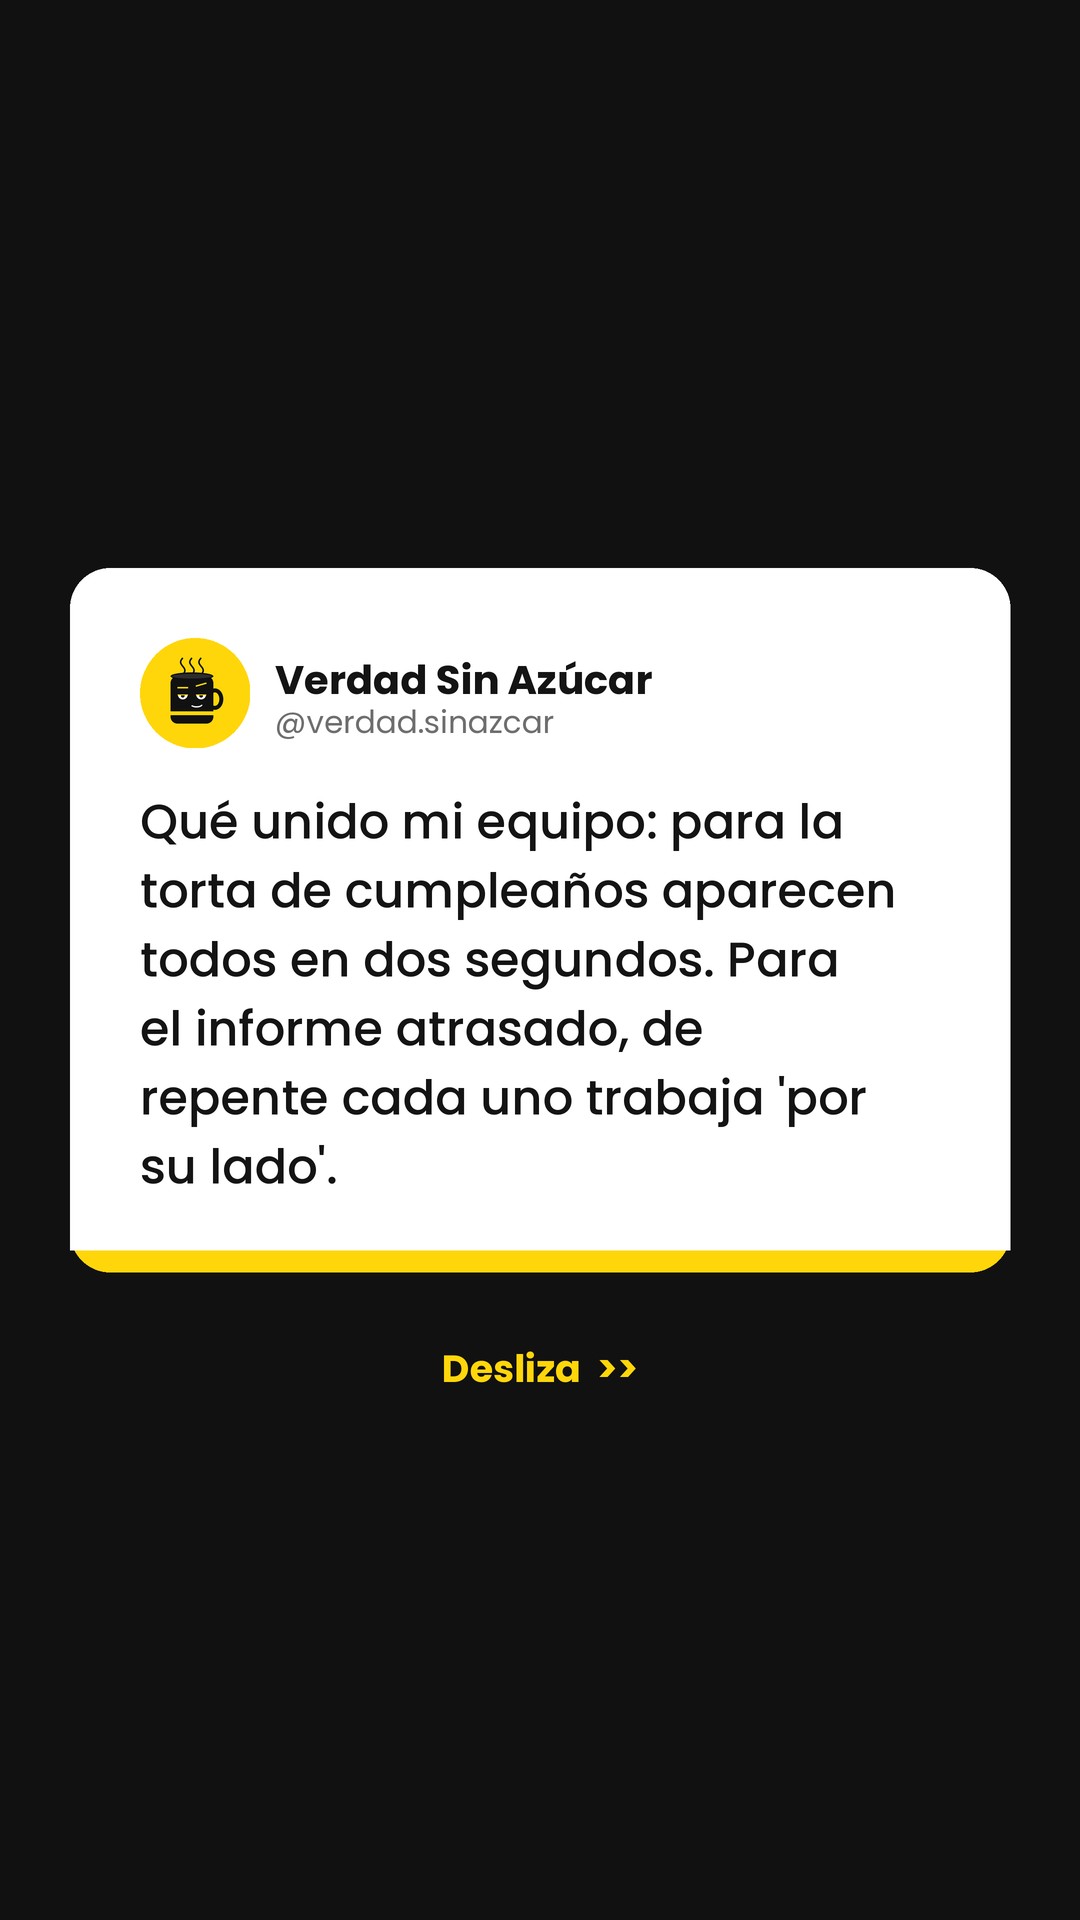 Verdad Sin Azúcar
@verdad.sinazcar
Qué unido mi equipo: para la
torta de cumpleaños aparecen
todos en dos segundos. Para
el informe atrasado, de
repente cada uno trabaja 'por
su lado'.
Desliza >>